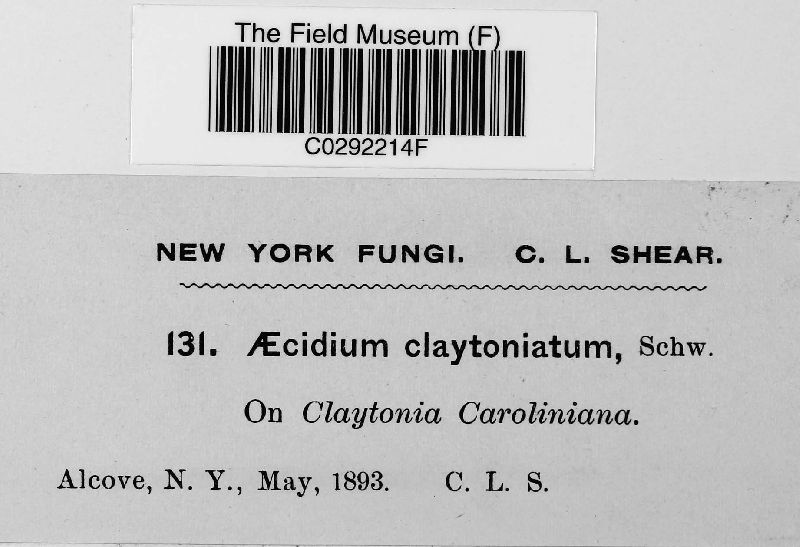 The Field Museum (F)
C0292214F
NEW YORK FUNGI. C. L. SHEAR.
131. Æcidium claytoniatum, Schw.
On Claytonia Caroliniana.
Alcove, N. Y., May, 1893. C. L. S.